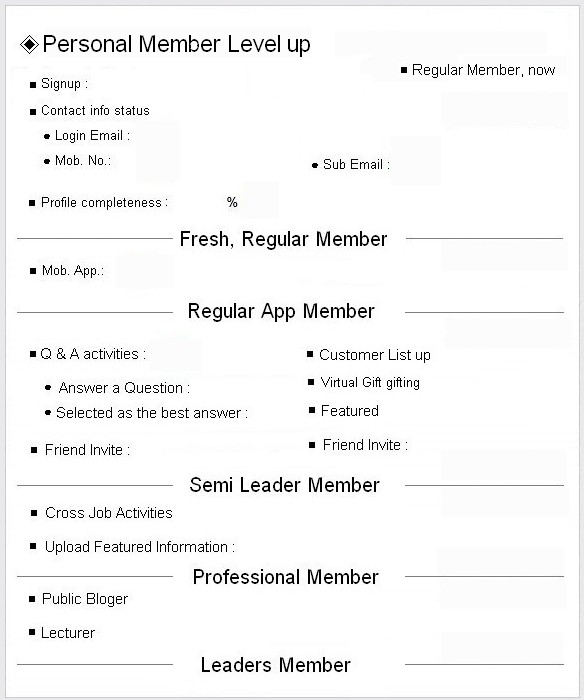 Personal Member Level up
Regular Member, now
Signup :
Contact info status
Login Email :
Mob. No.:
Sub Email :
Profile completeness : %
Fresh, Regular Member
Mob. App.:
Regular App Member
Q & A activities :
Answer a Question :
Selected as the best answer :
Friend Invite :
Customer List up
Virtual Gift gifting
Featured
Friend Invite :
Semi Leader Member
Cross Job Activities
Upload Featured Information :
Professional Member
Public Bloger
Lecturer
Leaders Member